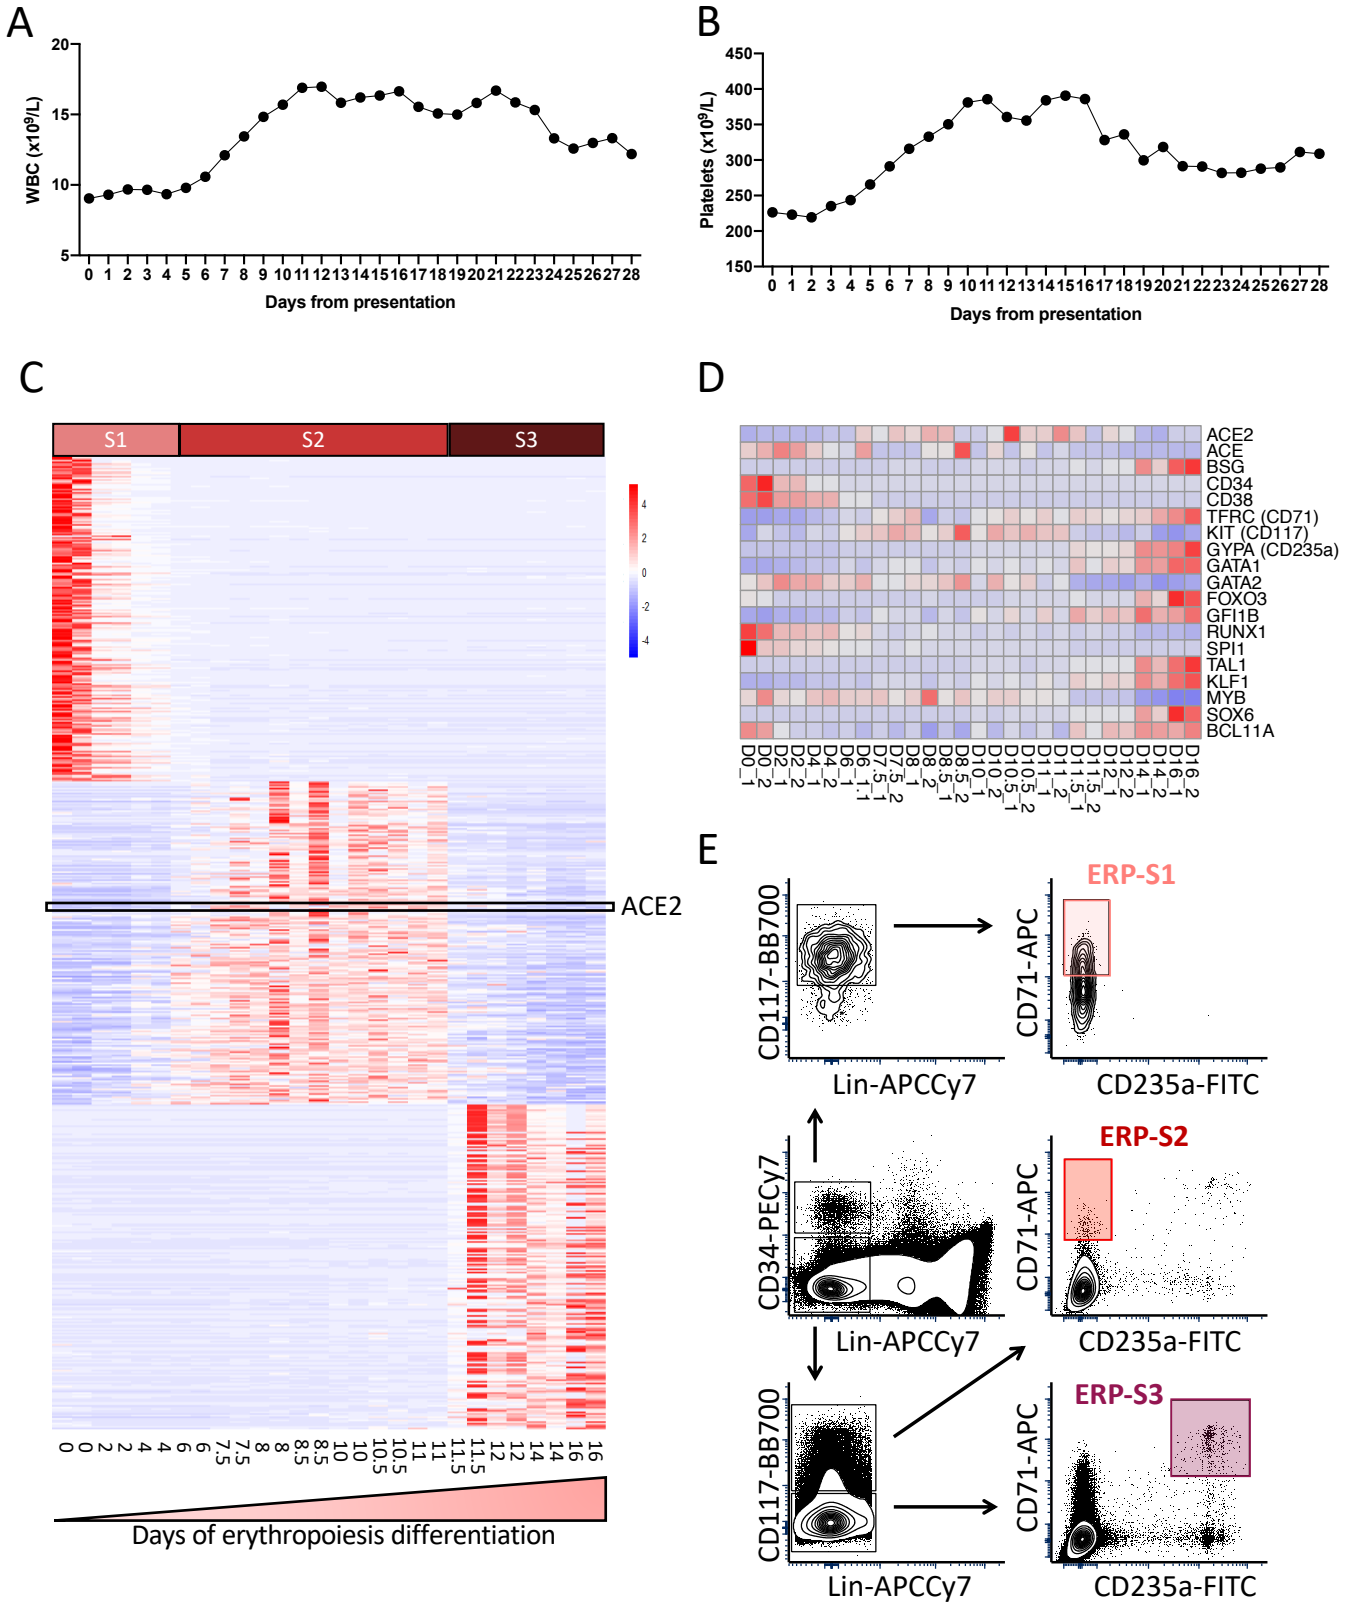 A
20
15
10
5
WBC (x10⁹/L)
0 1 2 3 4 5 6 7 8 9 10 11 12 13 14 15 16 17 18 19 20 21 22 23 24 25 26 27 28
Days from presentation
B
450
400
350
300
250
200
150
Platelets (x10⁹/L)
0 1 2 3 4 5 6 7 8 9 10 11 12 13 14 15 16 17 18 19 20 21 22 23 24 25 26 27 28
Days from presentation
C
S1 S2 S3
4
2
0
-2
-4
ACE2
0 0 2 2 4 4 6 6 7.5 7.5 8 8 8.5 8.5 10 10 10.5 10.5 11 11 11.5 11.5 12 12 14 14 16 16
Days of erythropoiesis differentiation
D
ACE2
ACE
BSG
CD34
CD38
TFRC (CD71)
KIT (CD117)
GYPA (CD235a)
GATA1
GATA2
FOXO3
GFI1B
RUNX1
SPI1
TAL1
KLF1
MYB
SOX6
BCL11A
D0_1 D0_2 D2_1 D2_2 D4_1 D4_2 D6_1 D6_1.1 D7.5_1 D7.5_2 D8_1 D8_2 D8.5_1 D8.5_2 D10_1 D10_2 D10.5_1 D10.5_2 D11_1 D11_2 D11.5_1 D11.5_2 D12_1 D12_2 D14_1 D14_2 D16_1 D16_2
E
CD117-BB700
Lin-APCCy7
ERP-S1
CD71-APC
CD235a-FITC
CD34-PECy7
Lin-APCCy7
ERP-S2
CD71-APC
CD235a-FITC
CD117-BB700
Lin-APCCy7
ERP-S3
CD71-APC
CD235a-FITC